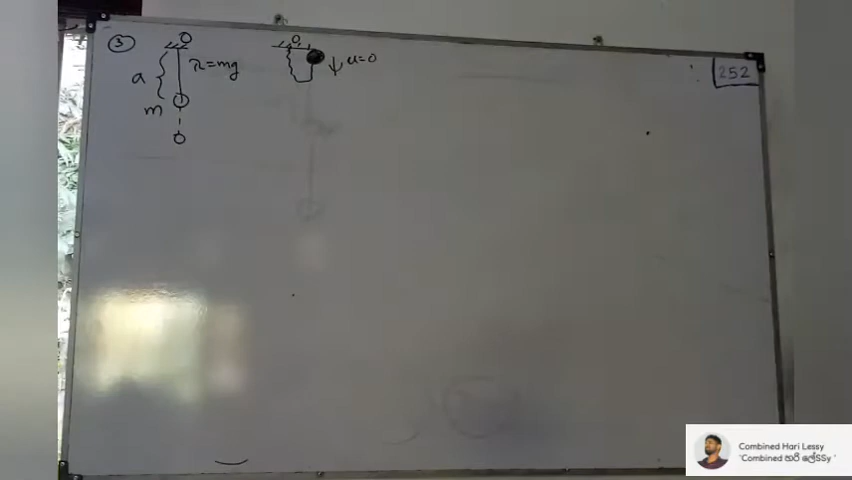 ③ O
a λ=mg
m
O
↓ u=0
252
Combined Hari Lessy
"Combined හරි ලේSSy "